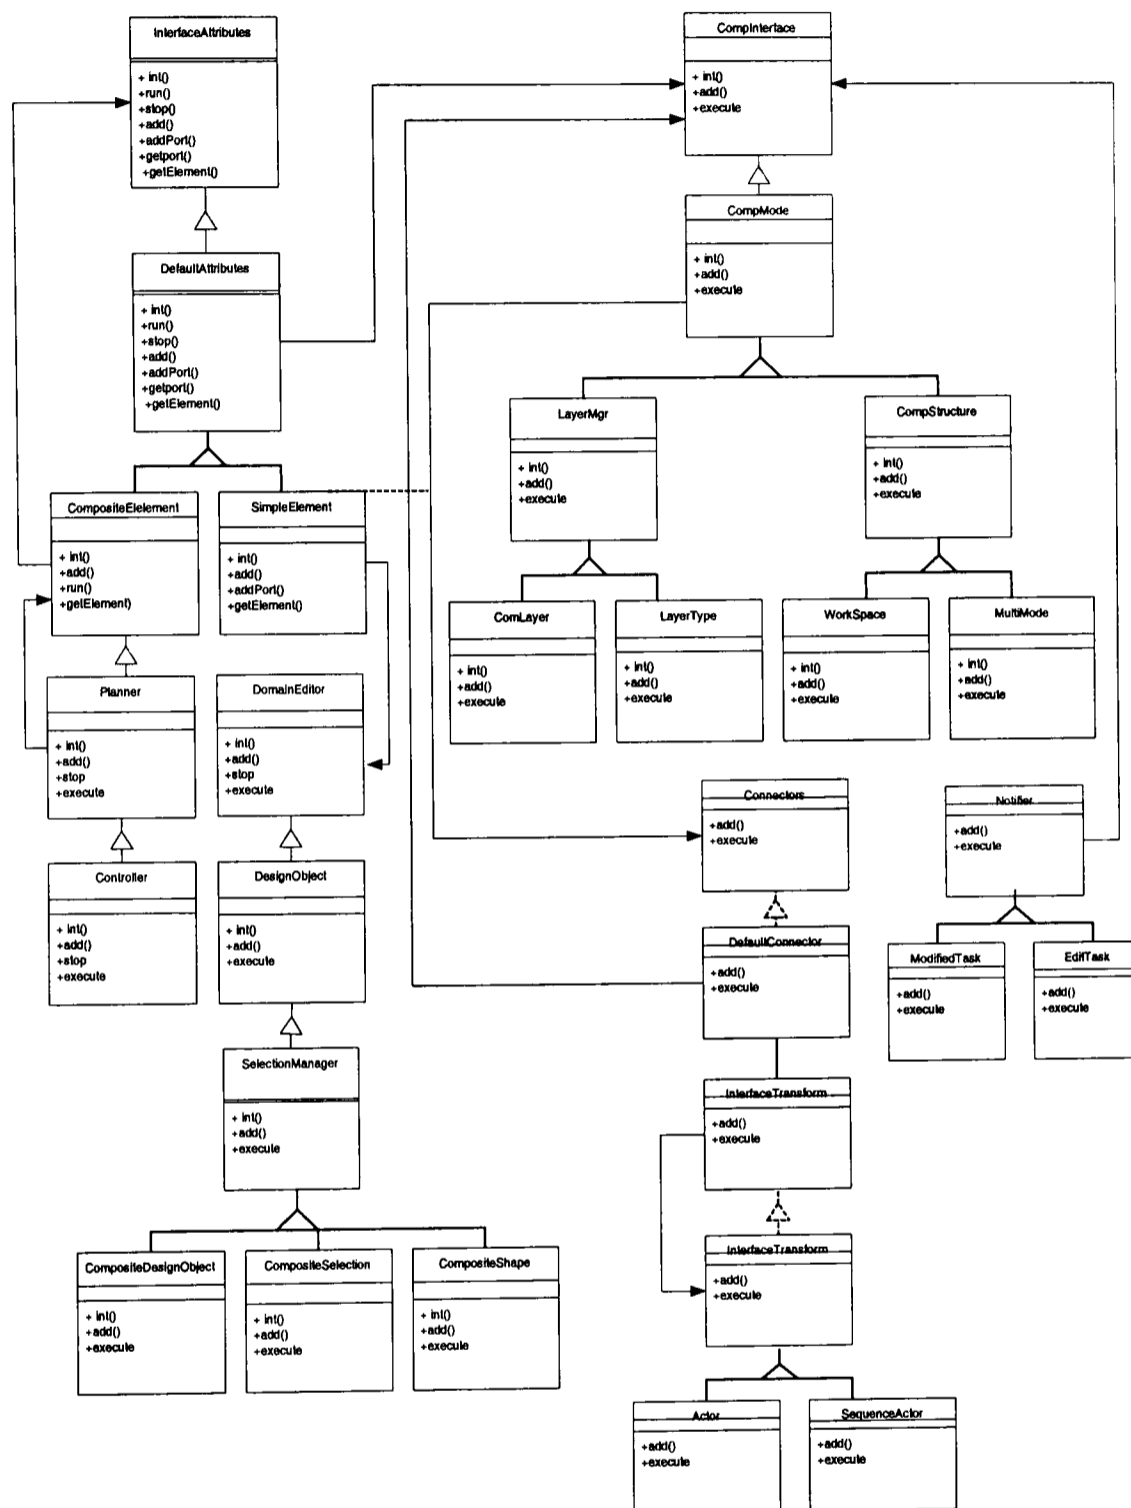 InterfaceAttributes
+ int()
+run()
+stop()
+add()
+addPort()
+getport()
+getElement()
CompInterface
+ int()
+add()
+execute
CompMode
+ int()
+add()
+execute
DefaultAttributes
+ int()
+run()
+stop()
+add()
+addPort()
+getport()
+getElement()
LayerMgr
+ int()
+add()
+execute
CompStructure
+ int()
+add()
+execute
CompositeElelement
+ int()
+add()
+run()
+getElement)
SimpleElement
+ int()
+add()
+addPort()
+getElement()
ComLayer
+ int()
+add()
+execute
LayerType
+ int()
+add()
+execute
WorkSpace
+ int()
+add()
+execute
MultiMode
+ int()
+add()
+execute
Planner
+ int()
+add()
+stop
+execute
DomainEditor
+ int()
+add()
+stop
+execute
Connectors
+add()
+execute
Notifier
+add()
+execute
Controller
+ int()
+add()
+stop
+execute
DesignObject
+ int()
+add()
+execute
DefaultConnector
+add()
+execute
ModifiedTask
+add()
+execute
EditTask
+add()
+execute
SelectionManager
+ int()
+add()
+execute
InterfaceTransform
+add()
+execute
InterfaceTransform
+add()
+execute
CompositeDesignObject
+ int()
+add()
+execute
CompositeSelection
+ int()
+add()
+execute
CompositeShape
+ int()
+add()
+execute
Actor
+add()
+execute
SequenceActor
+add()
+execute